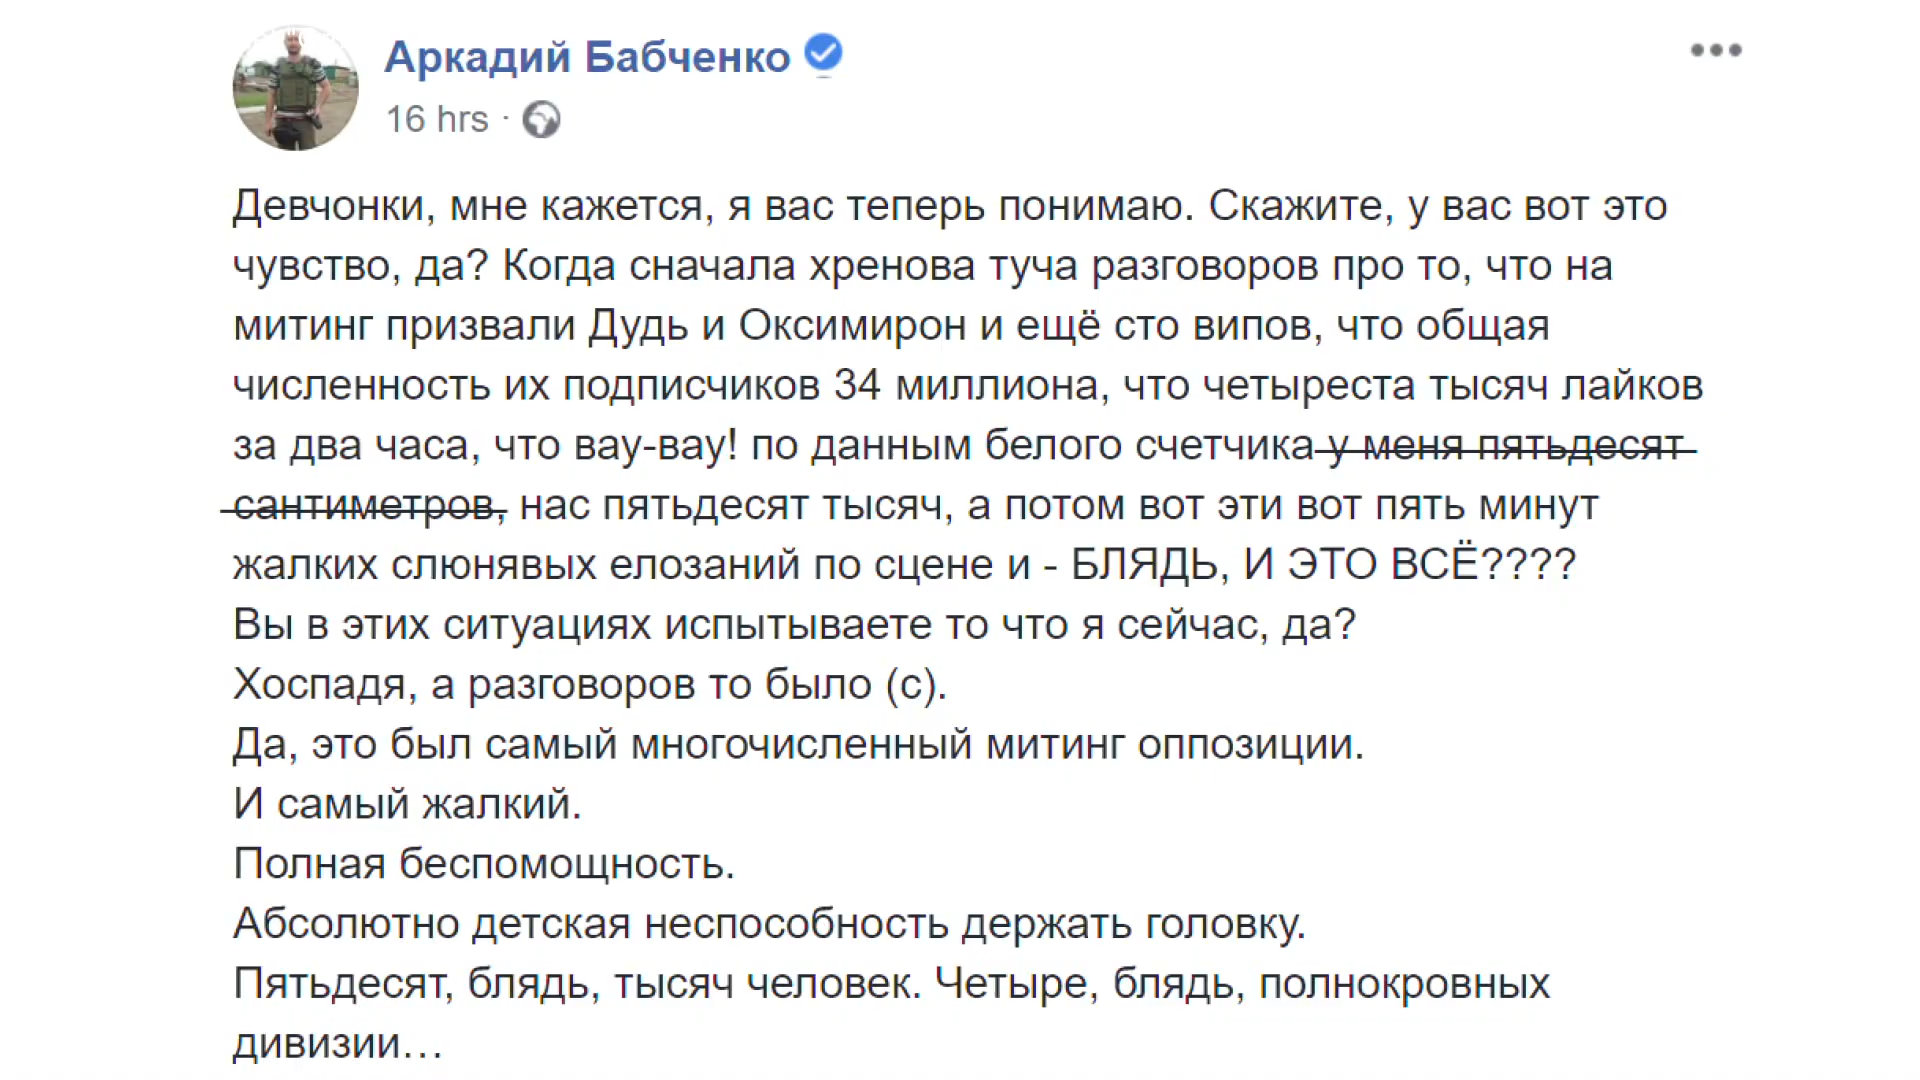 Аркадий Бабченко
16 hrs ·
Девчонки, мне кажется, я вас теперь понимаю. Скажите, у вас вот это
чувство, да? Когда сначала хренова туча разговоров про то, что на
митинг призвали Дудь и Оксимирон и ещё сто випов, что общая
численность их подписчиков 34 миллиона, что четыреста тысяч лайков
за два часа, что вау-вау! по данным белого счетчика у меня пятьдесят
сантиметров, нас пятьдесят тысяч, а потом вот эти вот пять минут
жалких слюнявых елозаний по сцене и - БЛЯДЬ, И ЭТО ВСЁ????
Вы в этих ситуациях испытываете то что я сейчас, да?
Хоспадя, а разговоров то было (с).
Да, это был самый многочисленный митинг оппозиции.
И самый жалкий.
Полная беспомощность.
Абсолютно детская неспособность держать головку.
Пятьдесят, блядь, тысяч человек. Четыре, блядь, полнокровных
дивизии...